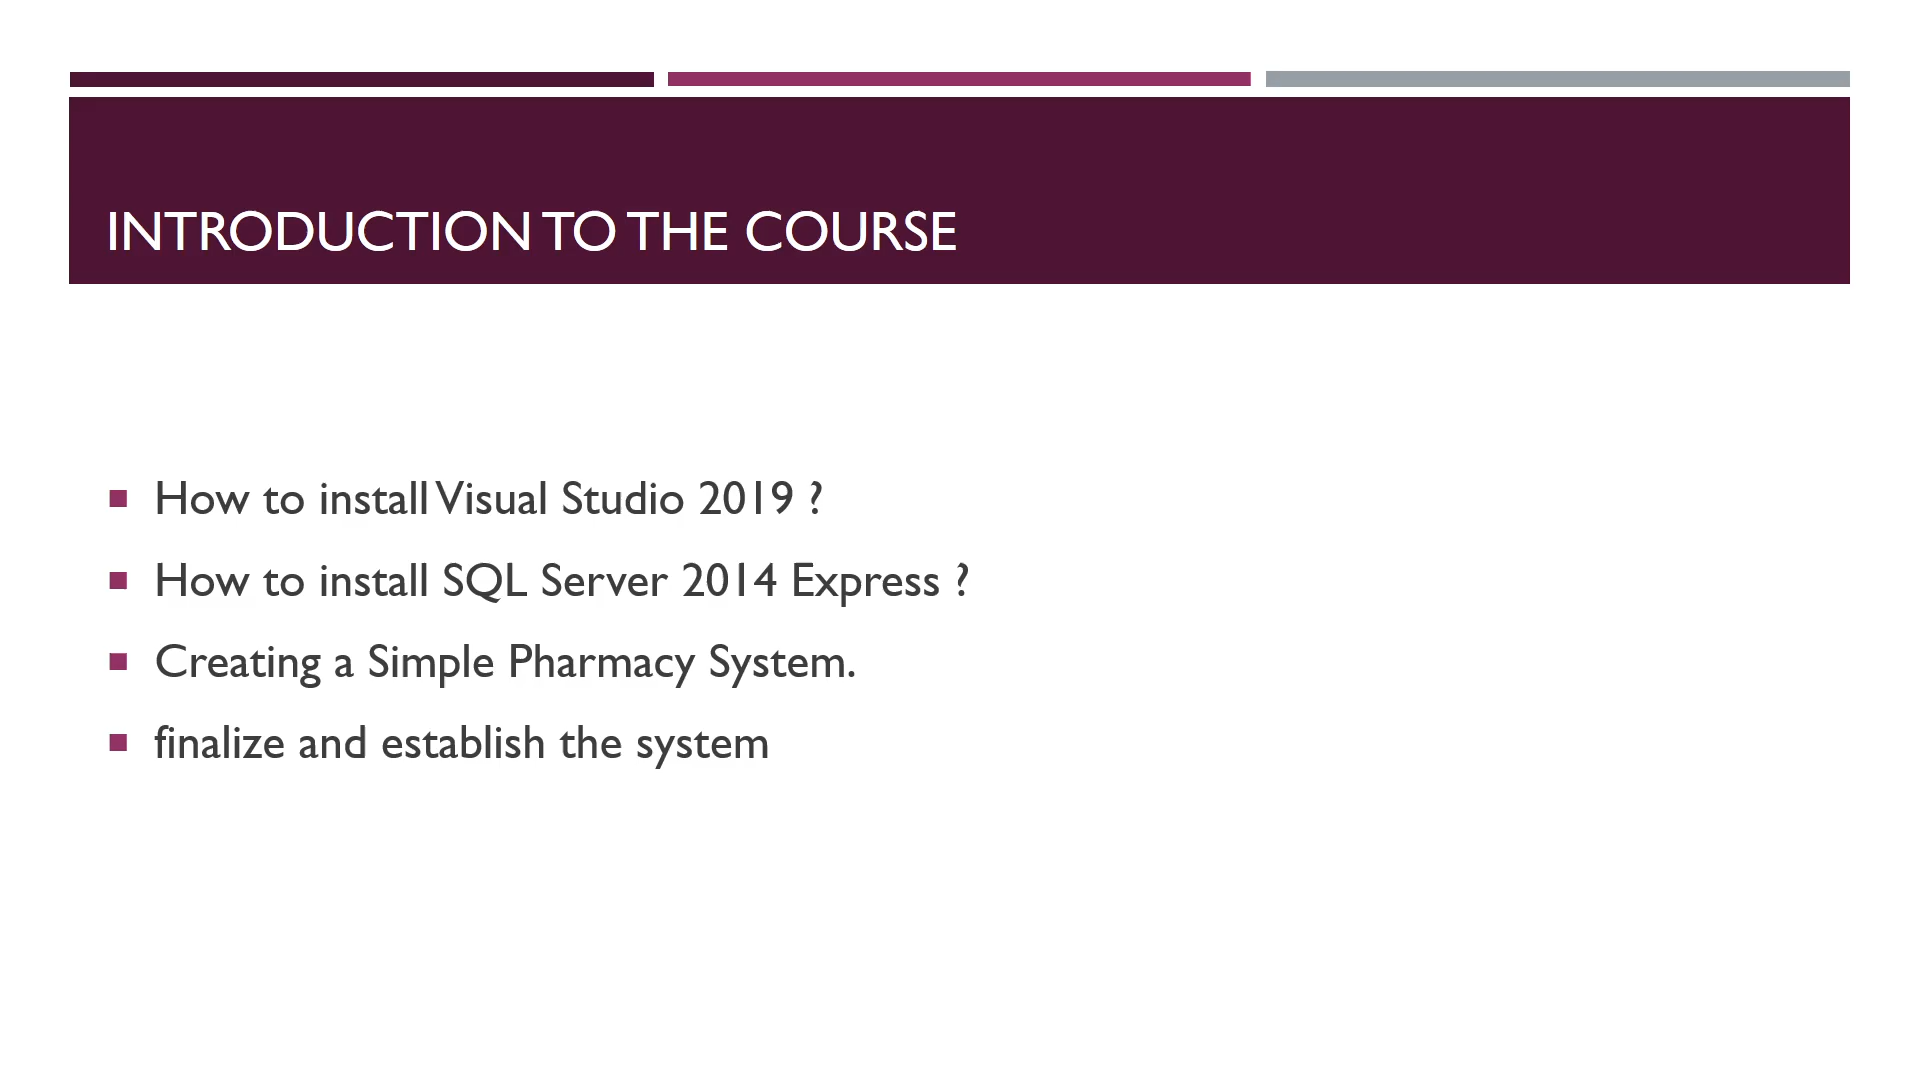 INTRODUCTION TO THE COURSE
How to install Visual Studio 2019 ?
How to install SQL Server 2014 Express ?
Creating a Simple Pharmacy System.
finalize and establish the system